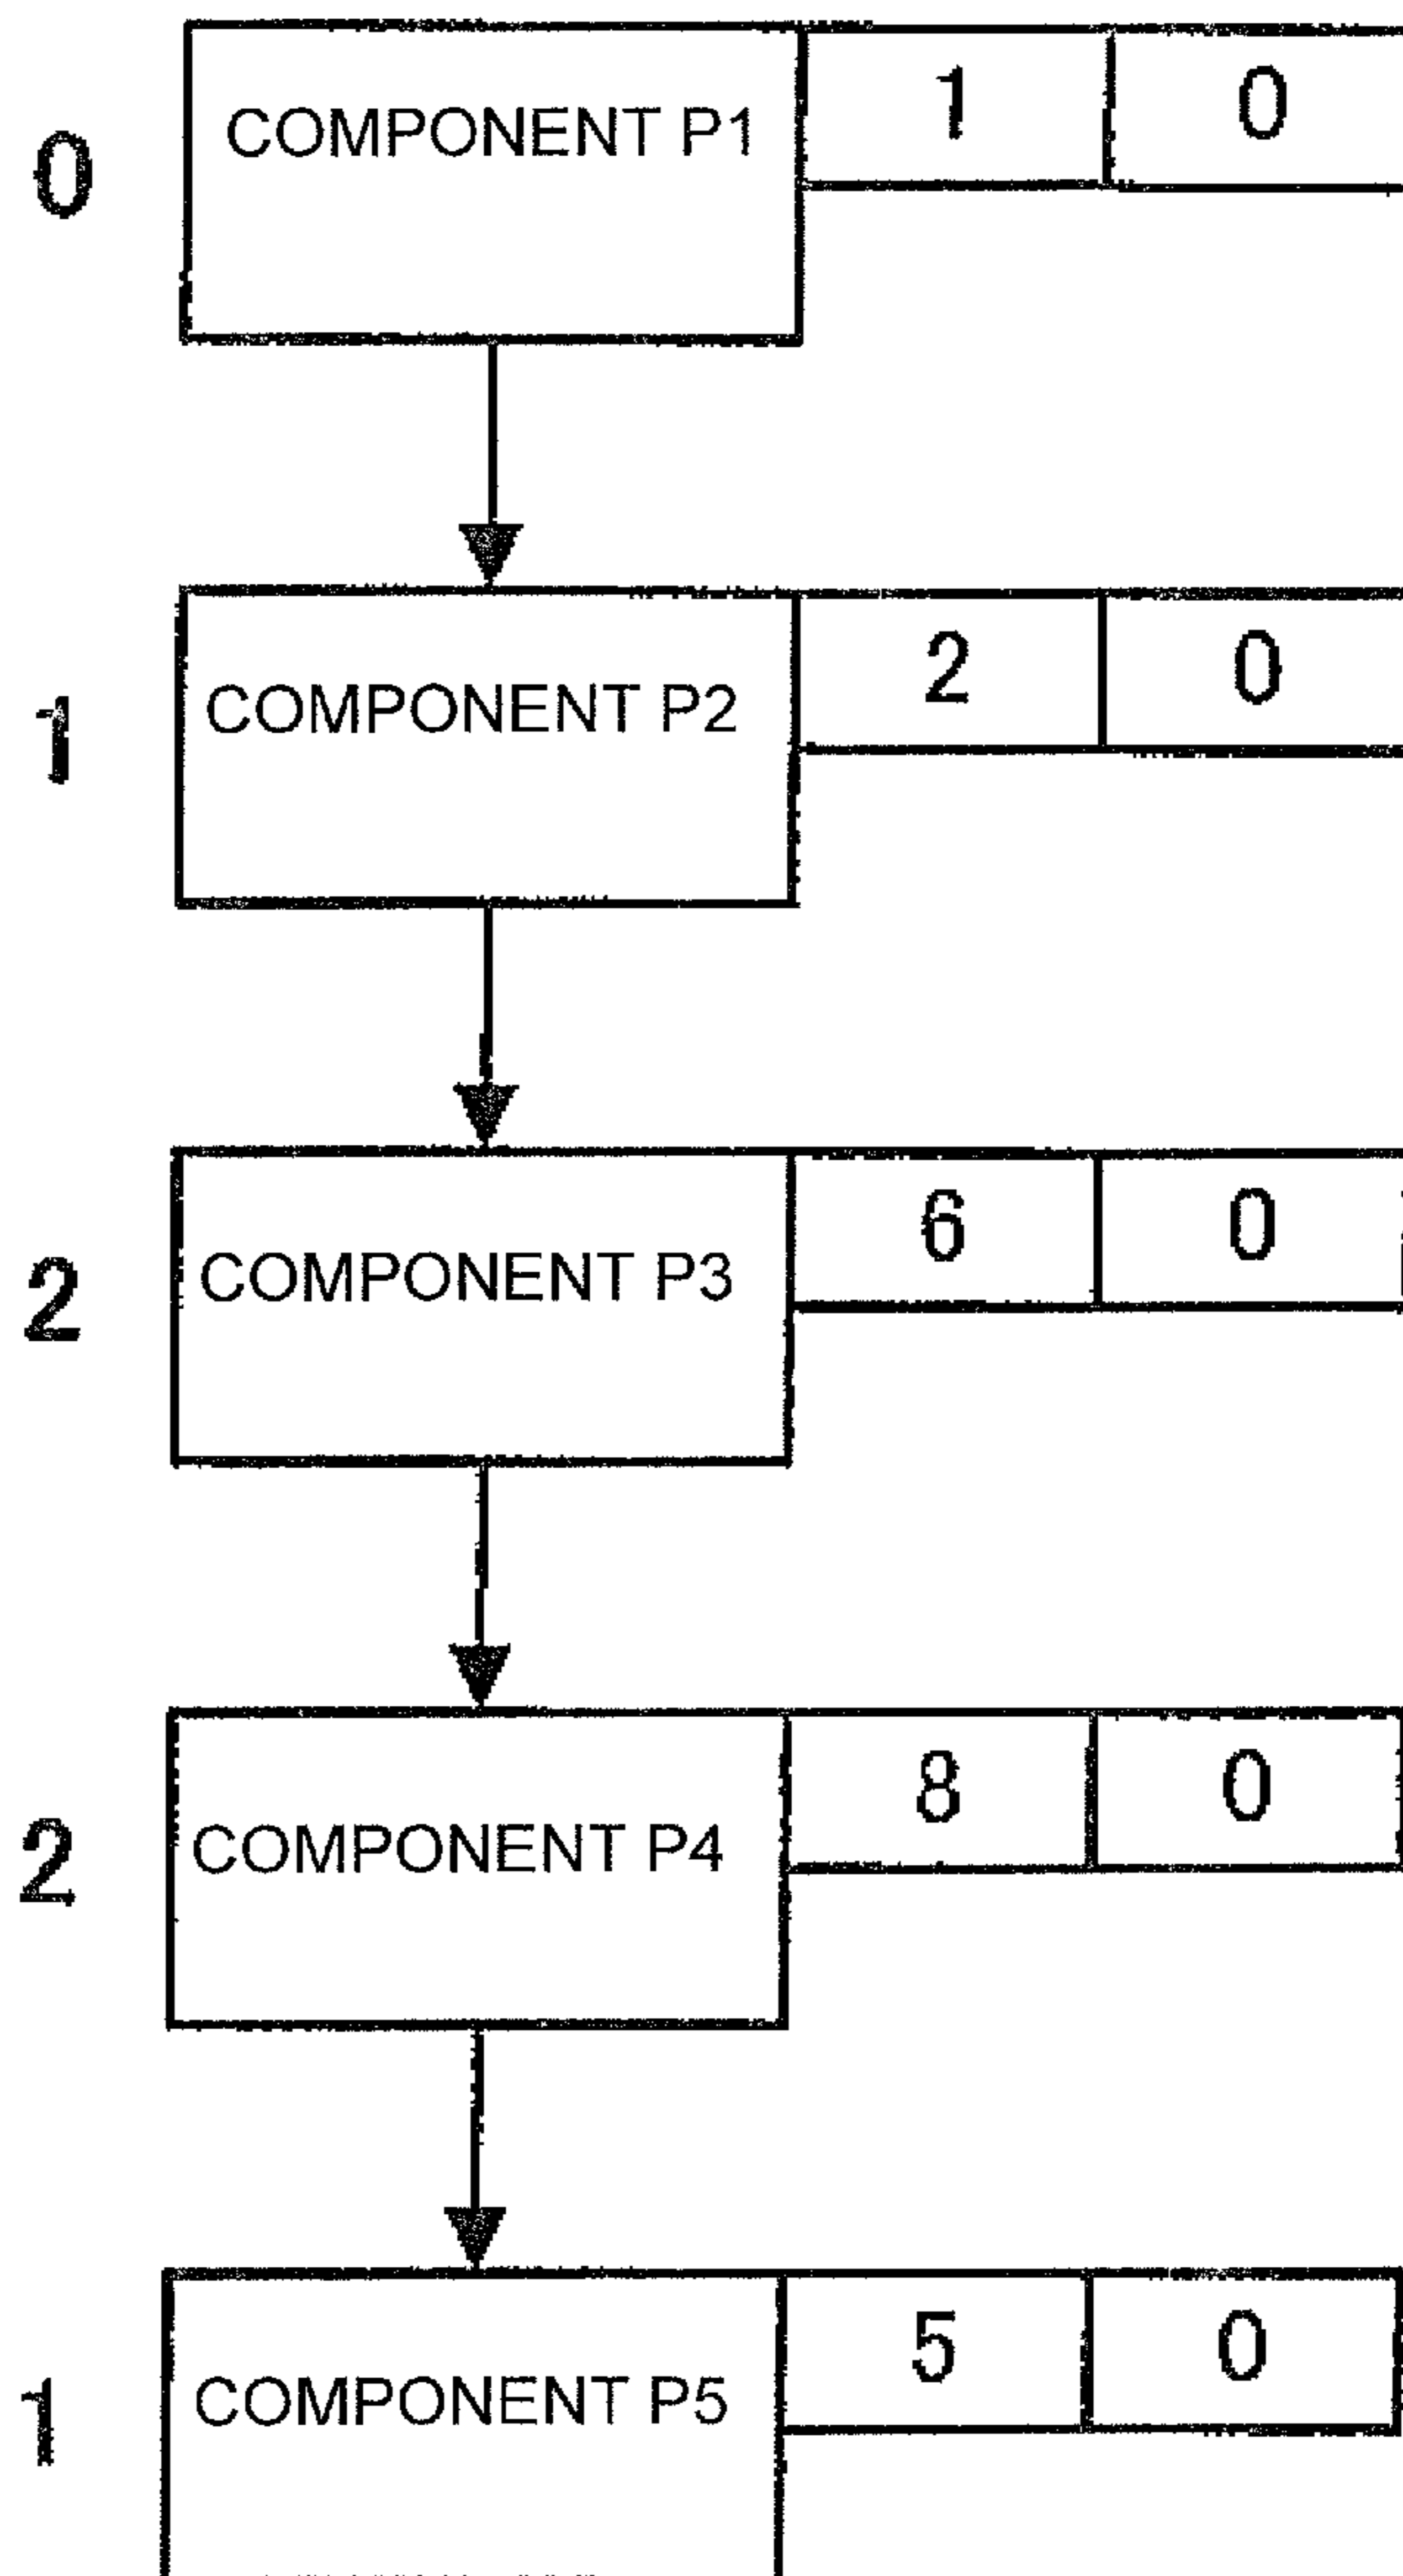 0 COMPONENT P1 1 0
1 COMPONENT P2 2 0
2 COMPONENT P3 6 0
2 COMPONENT P4 8 0
1 COMPONENT P5 5 0